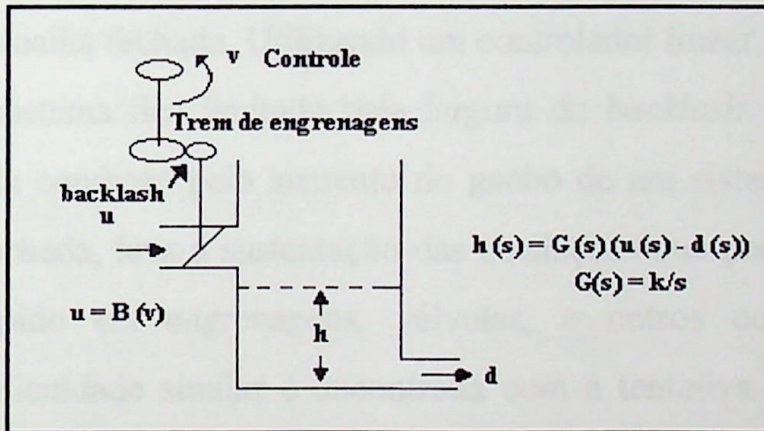 v Controle
Trem de engrenagens
backlash
u
h(s) = G(s)(u(s) - d(s))
G(s) = k/s
u = B(v)
h
d